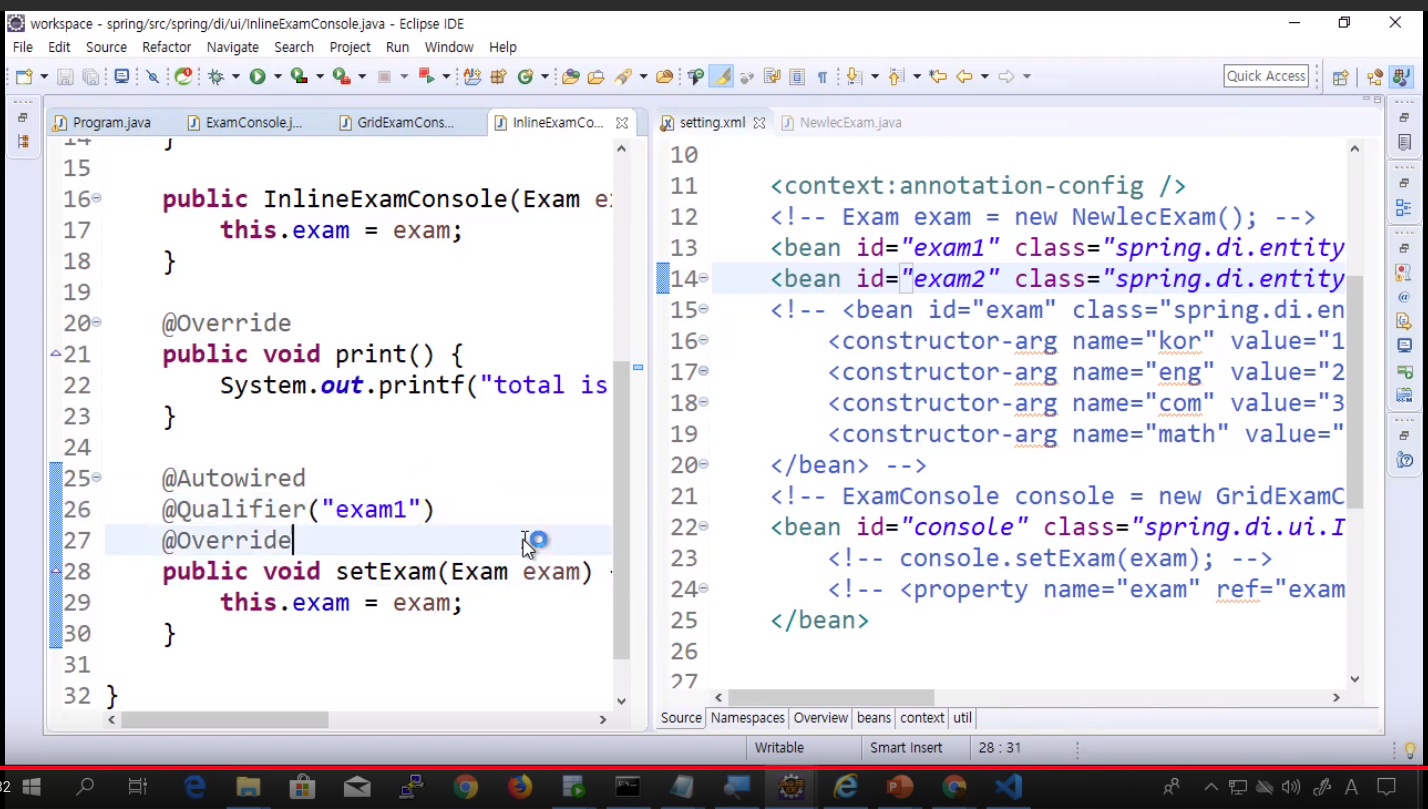 workspace - spring/src/spring/di/ui/InlineExamConsole.java - Eclipse IDE
File Edit Source Refactor Navigate Search Project Run Window Help
Quick Access
Program.java ExamConsole.j... GridExamCons... InlineExamCo...
15
16 public InlineExamConsole(Exam
17 this.exam = exam;
18 }
19
20 @Override
21 public void print() {
22 System.out.printf("total is
23 }
24
25 @Autowired
26 @Qualifier("exam1")
27 @Override
28 public void setExam(Exam exam)
29 this.exam = exam;
30 }
31
32 }
setting.xml NewlecExam.java
10
11 <context:annotation-config />
12 <!-- Exam exam = new NewlecExam(); -->
13 <bean id="exam1" class="spring.di.entity
14 <bean id="exam2" class="spring.di.entity
15 <!-- <bean id="exam" class="spring.di.en
16 <constructor-arg name="kor" value="1
17 <constructor-arg name="eng" value="2
18 <constructor-arg name="com" value="3
19 <constructor-arg name="math" value="
20 </bean> -->
21 <!-- ExamConsole console = new GridExamC
22 <bean id="console" class="spring.di.ui.I
23 <!-- console.setExam(exam); -->
24 <!-- <property name="exam" ref="exam
25 </bean>
26
27
Source Namespaces Overview beans context util
Writable Smart Insert 28 : 31
A